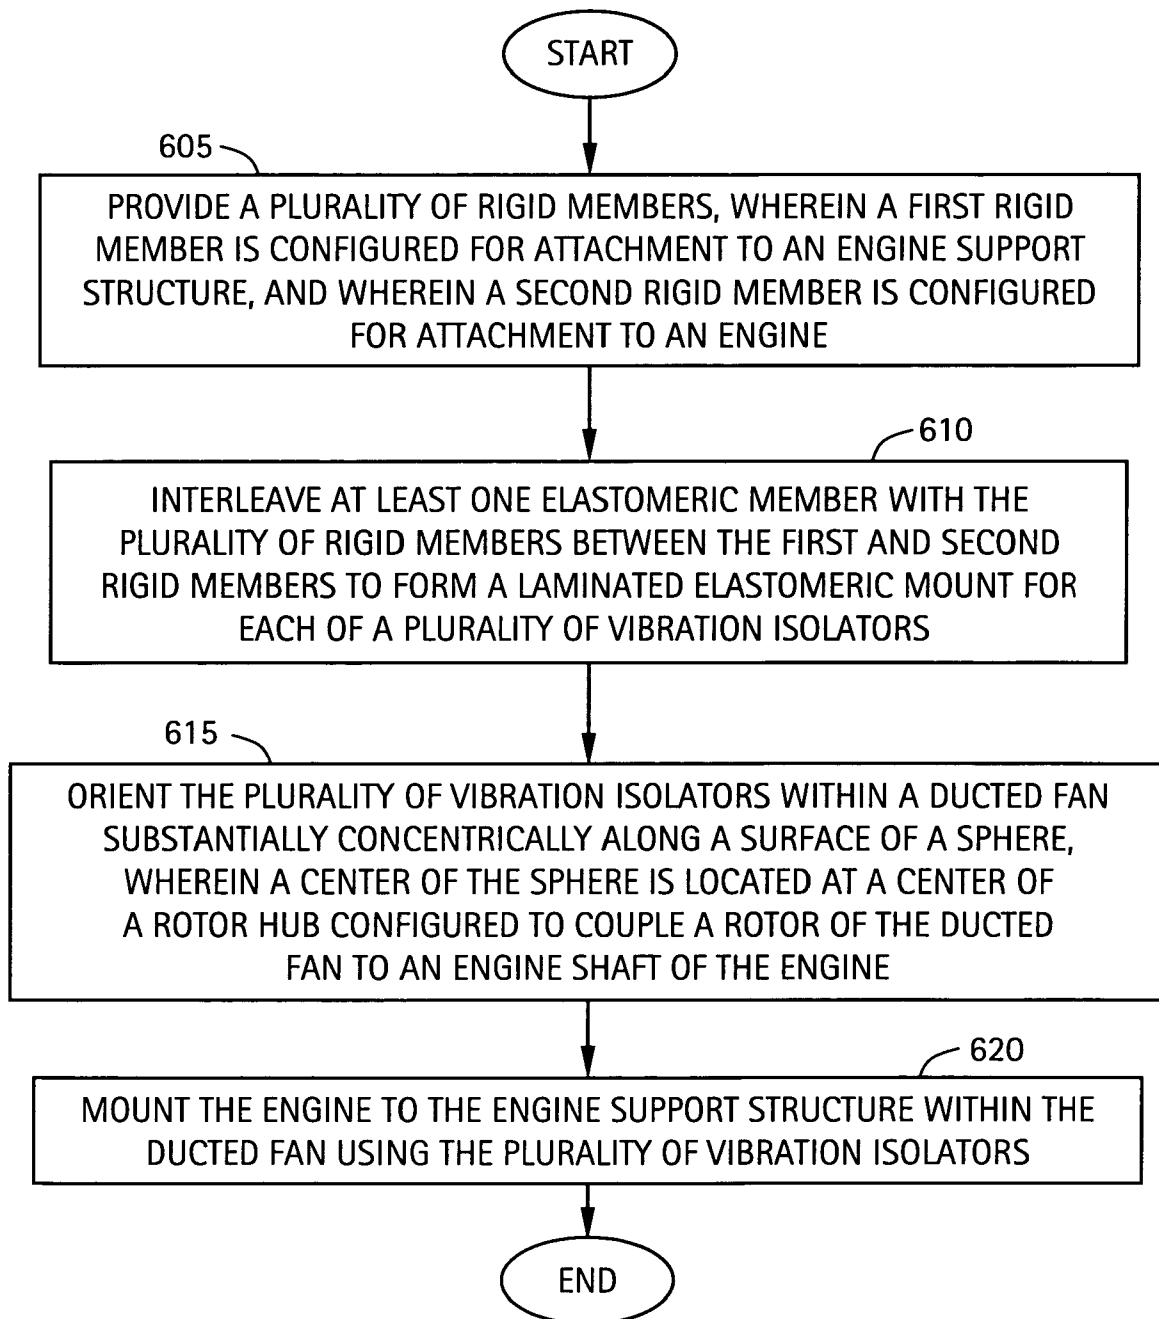 START
605
PROVIDE A PLURALITY OF RIGID MEMBERS, WHEREIN A FIRST RIGID
MEMBER IS CONFIGURED FOR ATTACHMENT TO AN ENGINE SUPPORT
STRUCTURE, AND WHEREIN A SECOND RIGID MEMBER IS CONFIGURED
FOR ATTACHMENT TO AN ENGINE
610
INTERLEAVE AT LEAST ONE ELASTOMERIC MEMBER WITH THE
PLURALITY OF RIGID MEMBERS BETWEEN THE FIRST AND SECOND
RIGID MEMBERS TO FORM A LAMINATED ELASTOMERIC MOUNT FOR
EACH OF A PLURALITY OF VIBRATION ISOLATORS
615
ORIENT THE PLURALITY OF VIBRATION ISOLATORS WITHIN A DUCTED FAN
SUBSTANTIALLY CONCENTRICALLY ALONG A SURFACE OF A SPHERE,
WHEREIN A CENTER OF THE SPHERE IS LOCATED AT A CENTER OF
A ROTOR HUB CONFIGURED TO COUPLE A ROTOR OF THE DUCTED
FAN TO AN ENGINE SHAFT OF THE ENGINE
620
MOUNT THE ENGINE TO THE ENGINE SUPPORT STRUCTURE WITHIN THE
DUCTED FAN USING THE PLURALITY OF VIBRATION ISOLATORS
END